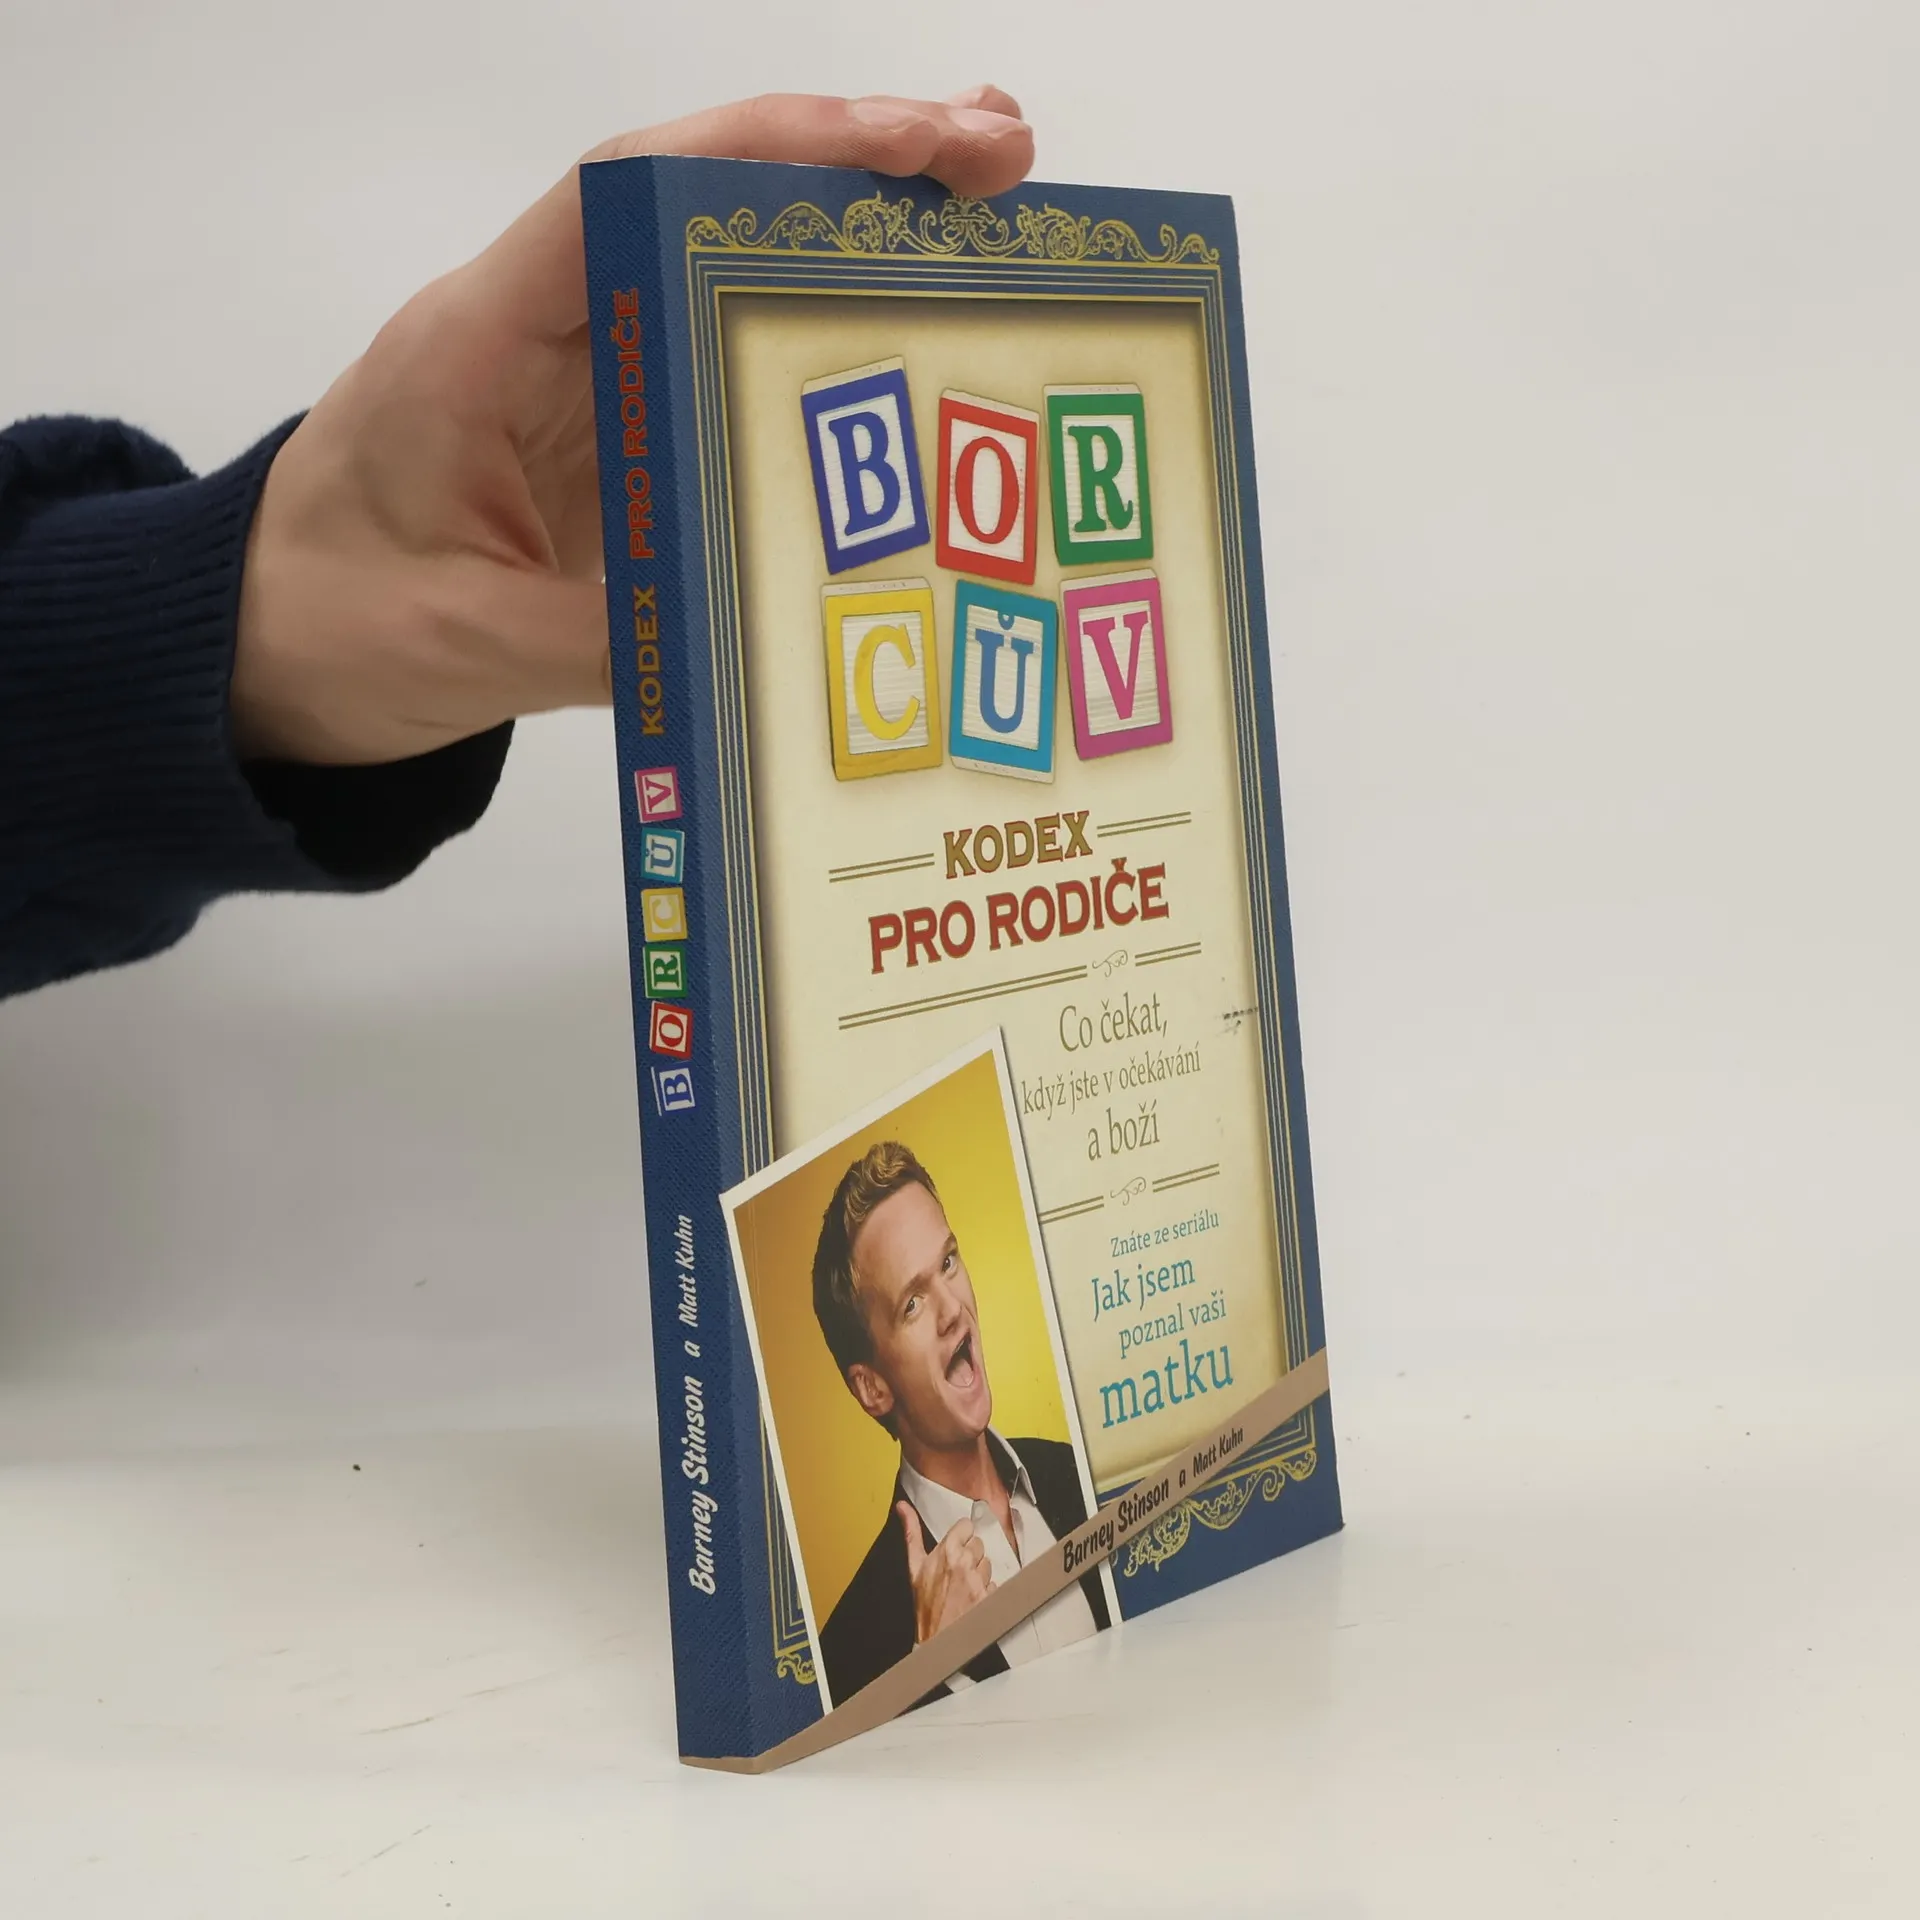 BOR
CŮV
KODEX
PRO RODIČE
Co čekat,
když jste v očekávání
a boží
Znáte ze seriálu
Jak jsem
poznal vaši
matku
Barney Stinson a Matt Kuhn
Barney Stinson a Matt Kuhn BORCŮV KODEX PRO RODIČE